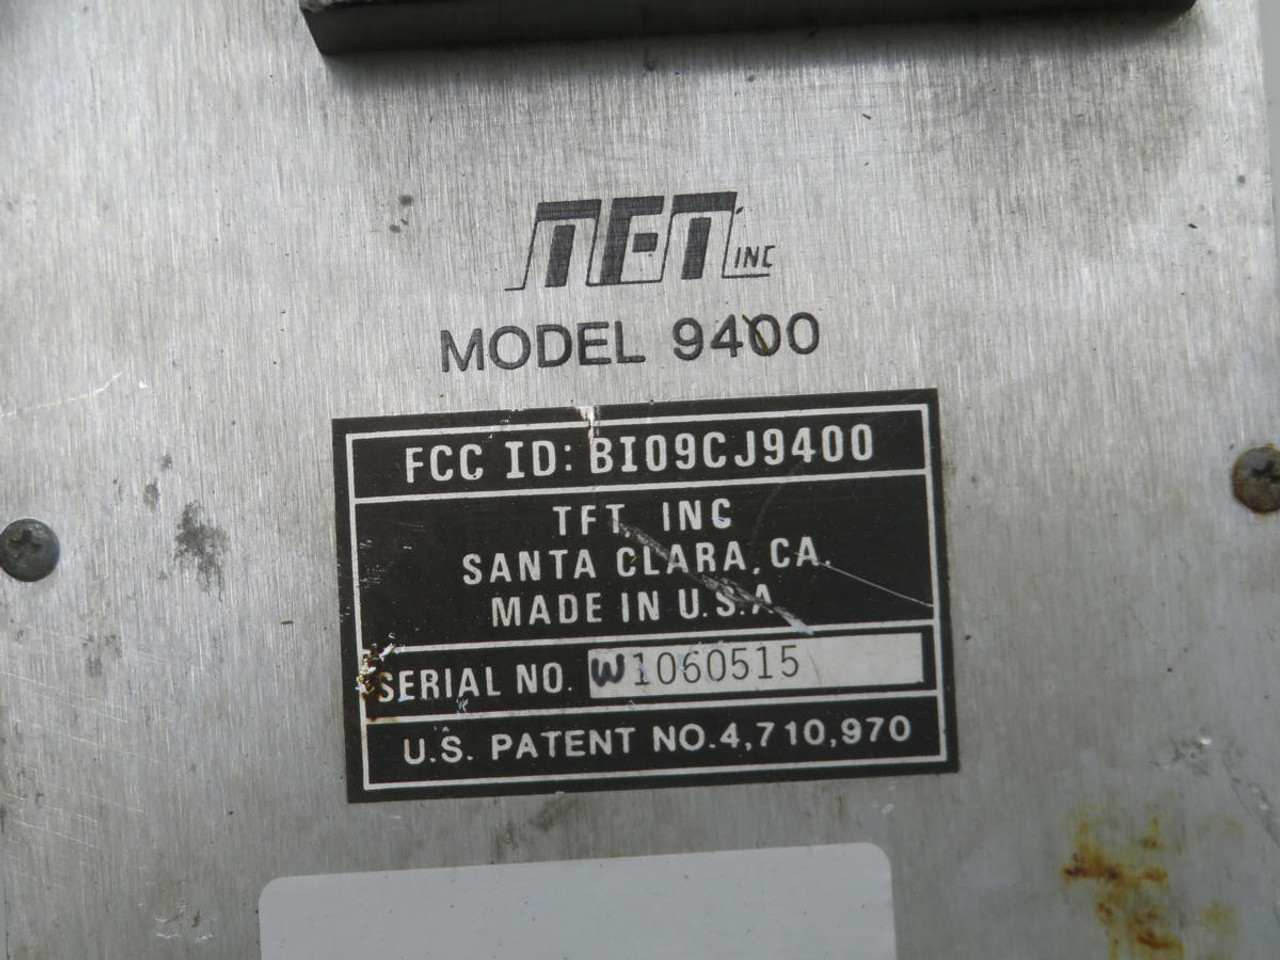 TFT INC
MODEL 9400
FCC ID: BI09CJ9400
TFT INC
SANTA CLARA, CA.
MADE IN U.S.A
SERIAL NO. W1060515
U.S. PATENT NO. 4,710,970